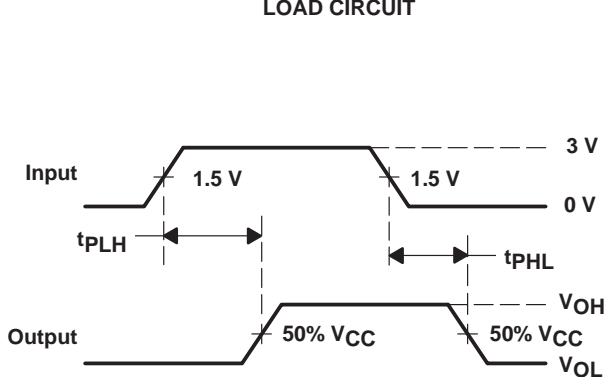 LOAD CIRCUIT
3 V
Input
1.5 V
1.5 V
0 V
tPLH
tPHL
VOH
Output
50% VCC
50% VCC
VOL